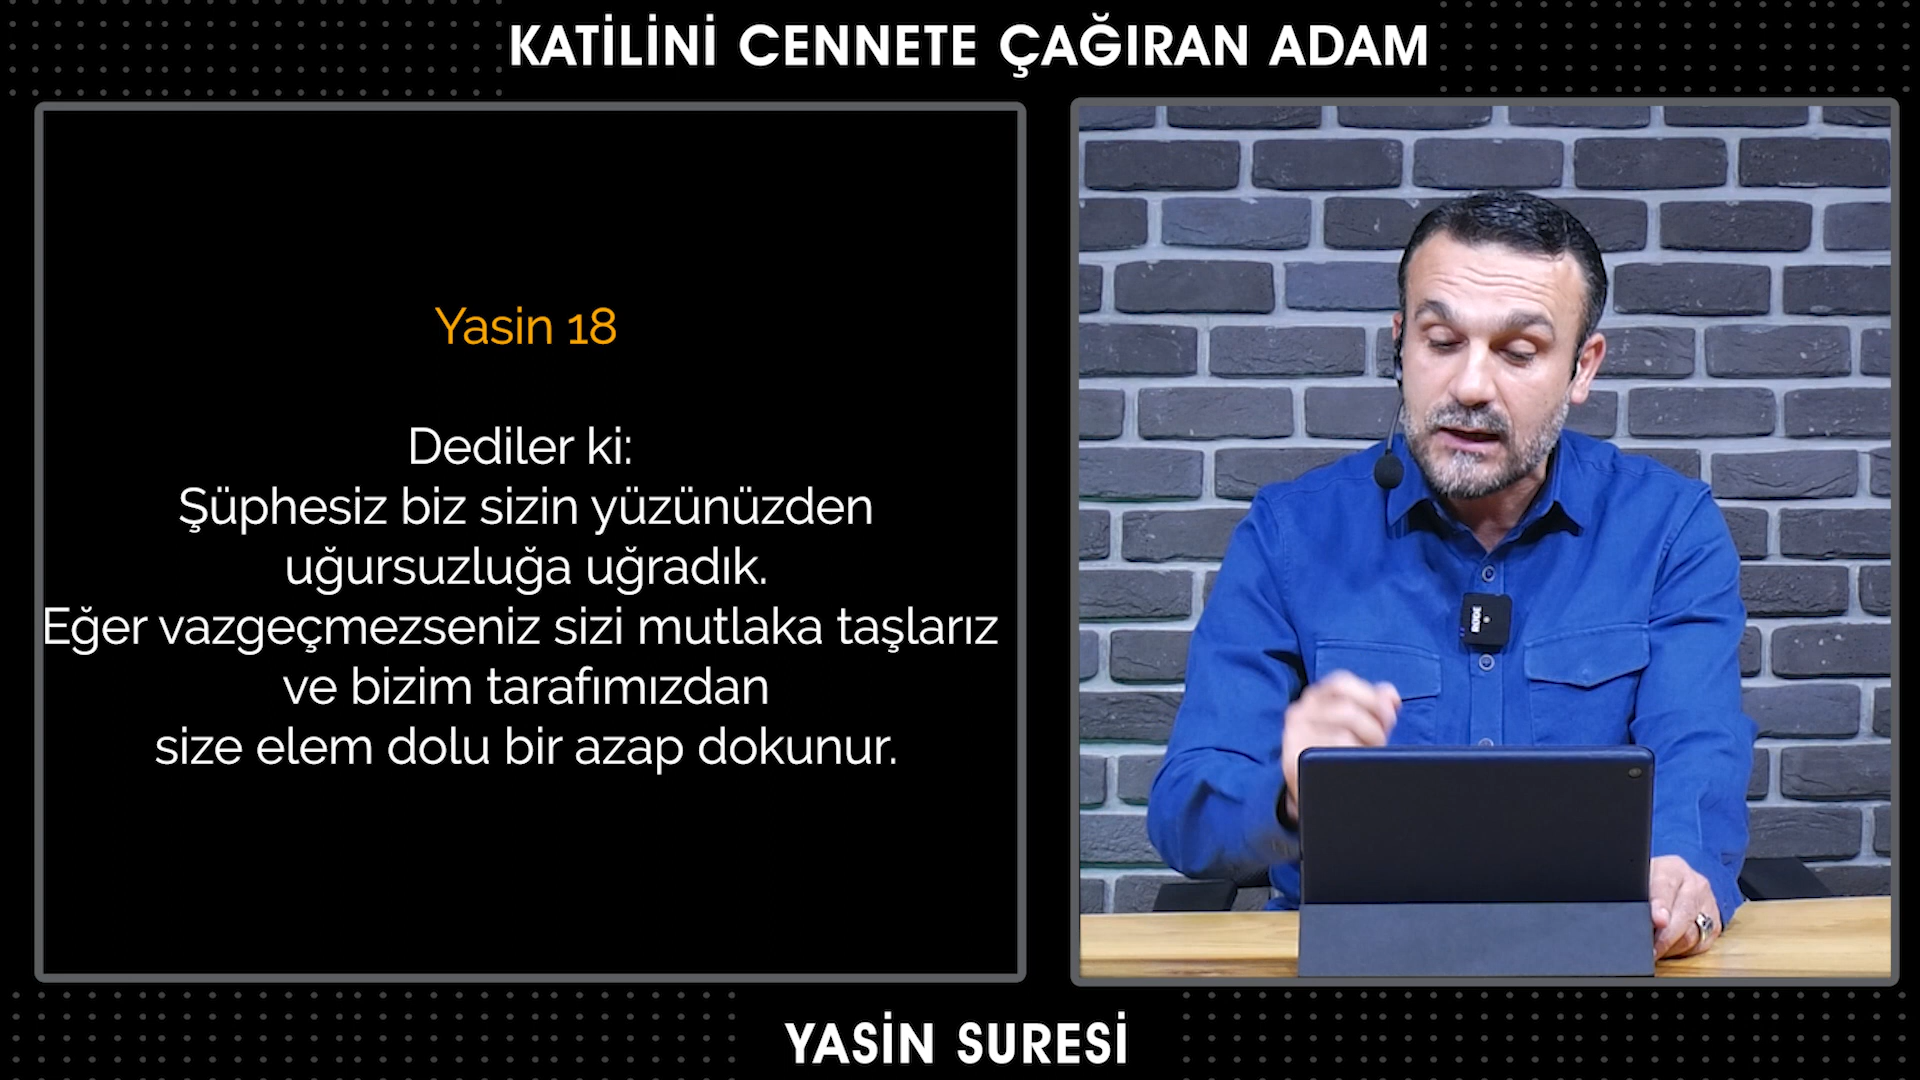 KATİLİNİ CENNETE ÇAĞIRAN ADAM
Yasin 18
Dediler ki:
Şüphesiz biz sizin yüzünüzden
uğursuzluğa uğradık.
Eğer vazgeçmezseniz sizi mutlaka taşlarız
ve bizim tarafımızdan
size elem dolu bir azap dokunur.
RODE
YASİN SURESİ